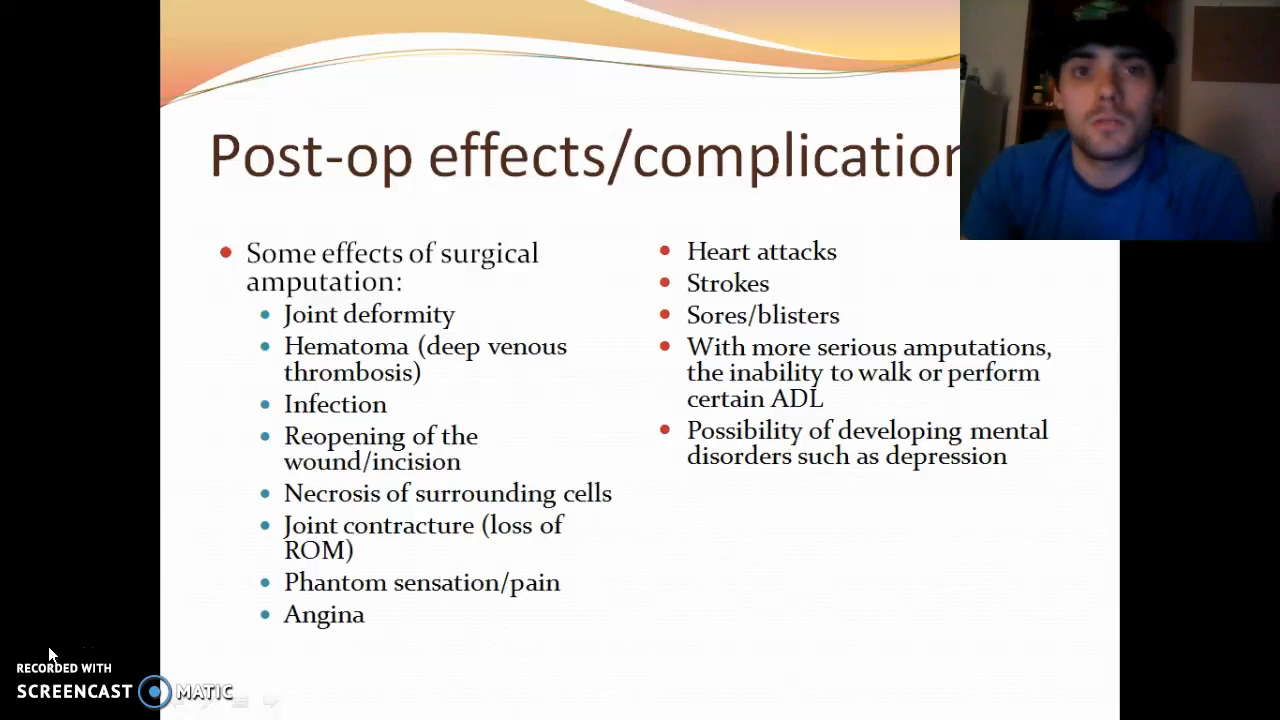 Post-op effects/complication
Some effects of surgical
amputation:
Joint deformity
Hematoma (deep venous
thrombosis)
Infection
Reopening of the
wound/incision
Necrosis of surrounding cells
Joint contracture (loss of
ROM)
Phantom sensation/pain
Angina
Heart attacks
Strokes
Sores/blisters
With more serious amputations,
the inability to walk or perform
certain ADL
Possibility of developing mental
disorders such as depression
RECORDED WITH
SCREENCAST MATIC